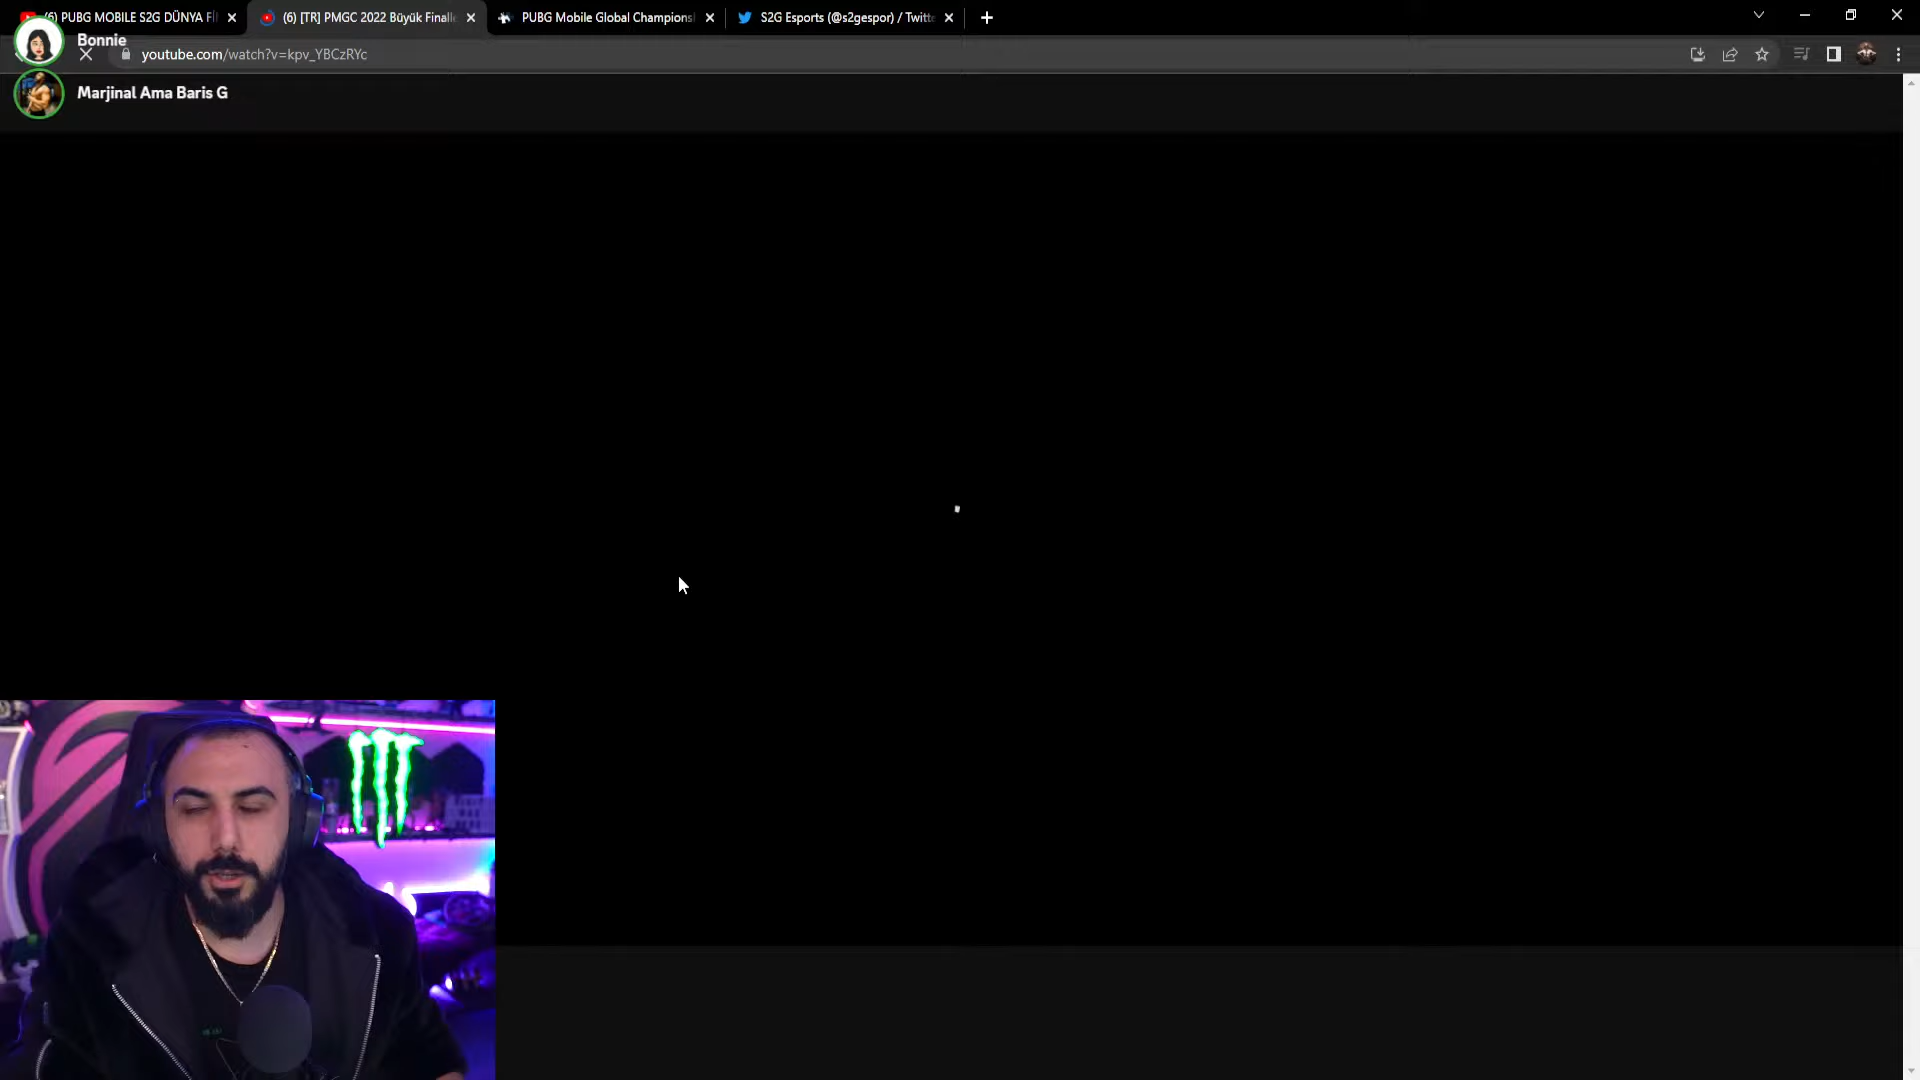 (6) PUBG MOBILE S2G DÜNYA Fİ
(6) [TR] PMGC 2022 Büyük Finalle
PUBG Mobile Global Champions
S2G Esports (@s2gespor) / Twitte
Bonnie
youtube.com/watch?v=kpv_YBCzRYc
Marjinal Ama Baris G